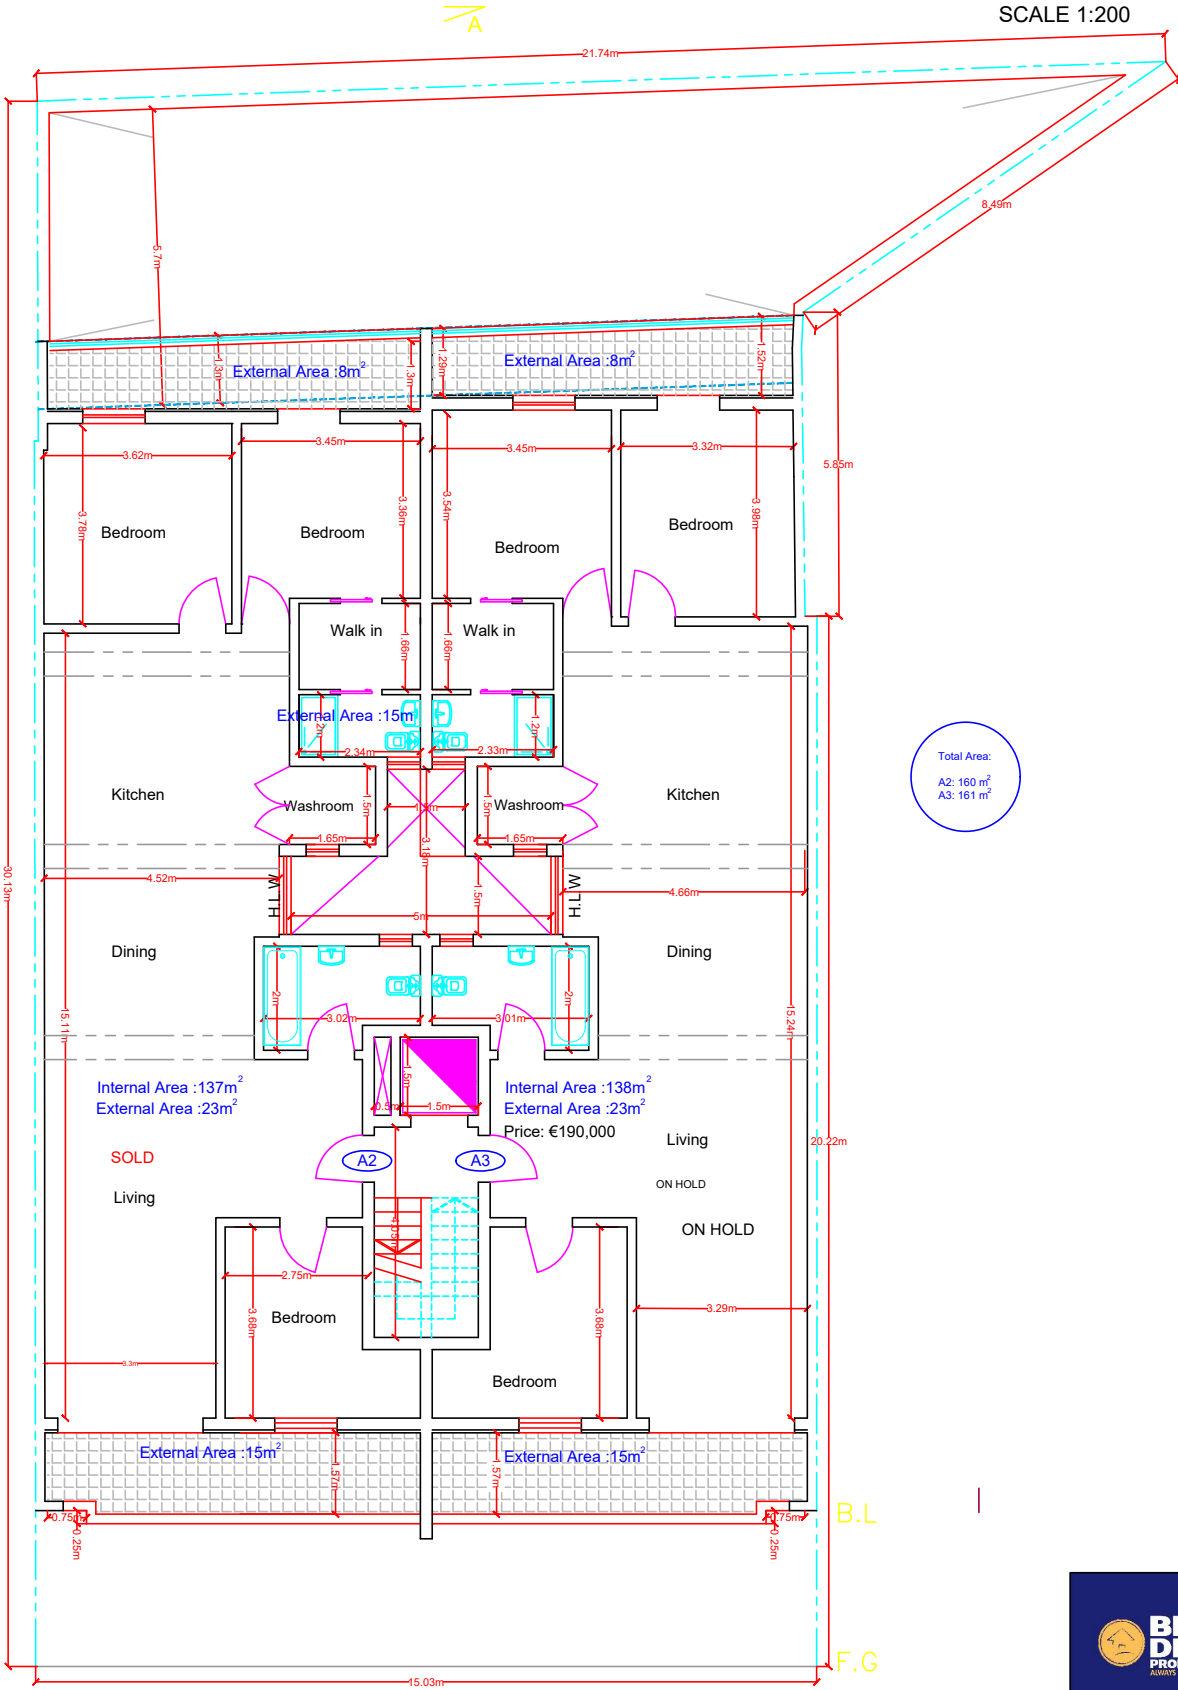 SCALE 1:200
A
21.74m
8.49m
5.7m
1.3m
External Area :8m²
1.3m
1.29m
External Area :8m²
1.52m
3.62m
3.45m
3.45m
3.32m
5.85m
3.78m
3.36m
3.54m
3.98m
Bedroom
Bedroom
Bedroom
Bedroom
Walk in
Walk in
1.66m
1.66m
External Area :15m
1.2m
1.2m
2.34m
2.33m
Total Area:
A2: 160 m²
A3: 161 m²
Kitchen
Washroom
1.5m
1.5m
Washroom
Kitchen
1.65m
3.18m
1.65m
30.13m
4.52m
H.L.W
5m
1.5m
H.L.W
4.66m
Dining
Dining
2m
2m
3.02m
3.01m
15.11m
15.24m
1.5m
0.5m
1.5m
Internal Area :137m²
External Area :23m²
Internal Area :138m²
External Area :23m²
Price: €190,000
SOLD
A2
A3
Living
20.22m
Living
ON HOLD
ON HOLD
4.05m
2.75m
3.68m
Bedroom
3.68m
3.29m
3.3m
Bedroom
External Area :15m²
External Area :15m²
1.57m
1.57m
0.75m
0.75m
0.25m
0.25m
B.L
F.G
15.03m
PRO
ALWAYS